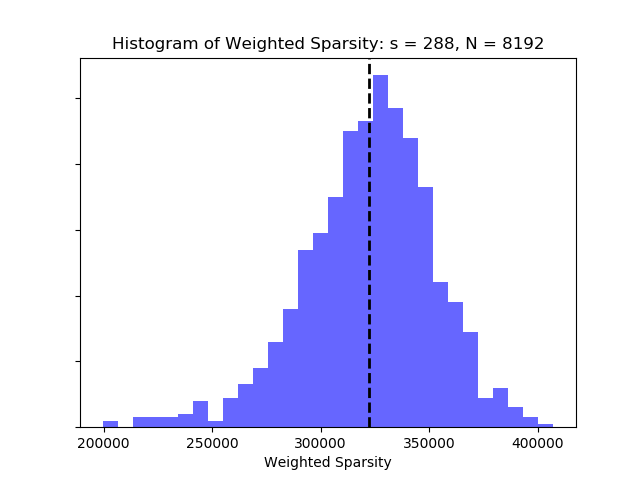 Histogram of Weighted Sparsity: s = 288, N = 8192
200000 250000 300000 350000 400000
Weighted Sparsity